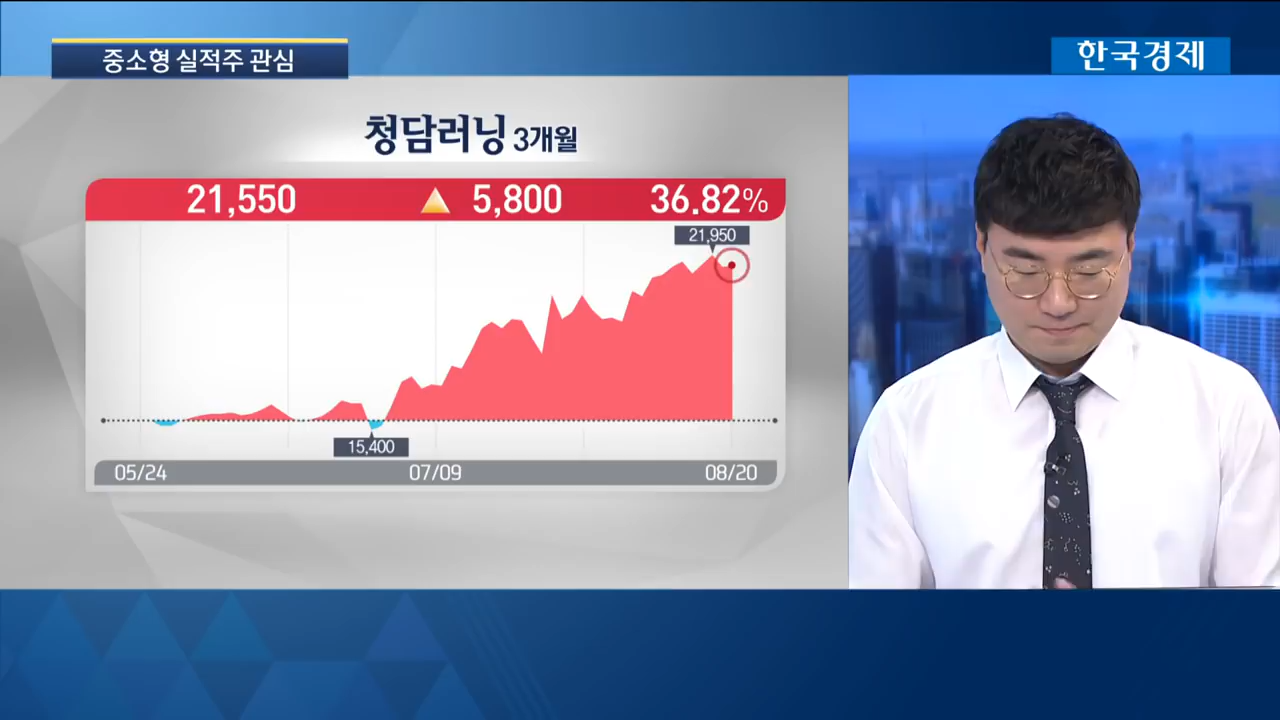 중소형 실적주 관심
한국경제
청담러닝 3개월
21,550 ▲ 5,800 36.82%
21,950
15,400
05/24 07/09 08/20